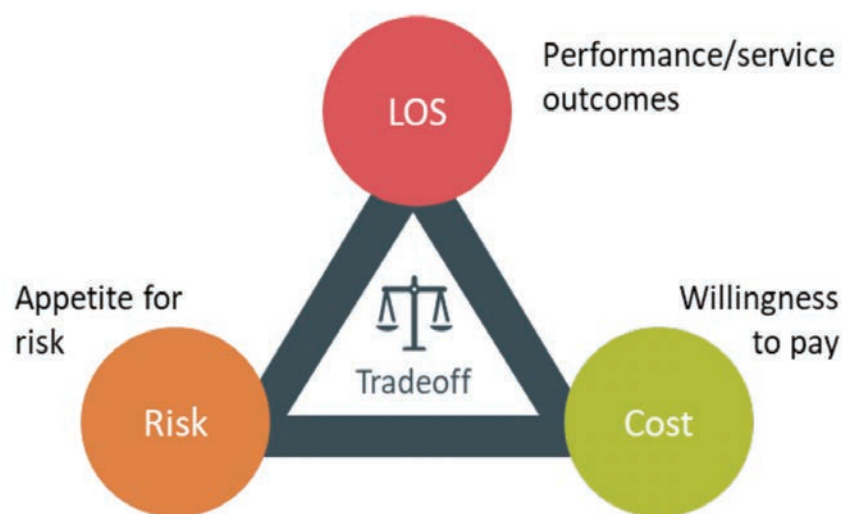 LOS
Performance/service
outcomes
Appetite for
risk
Willingness
to pay
Tradeoff
Risk
Cost